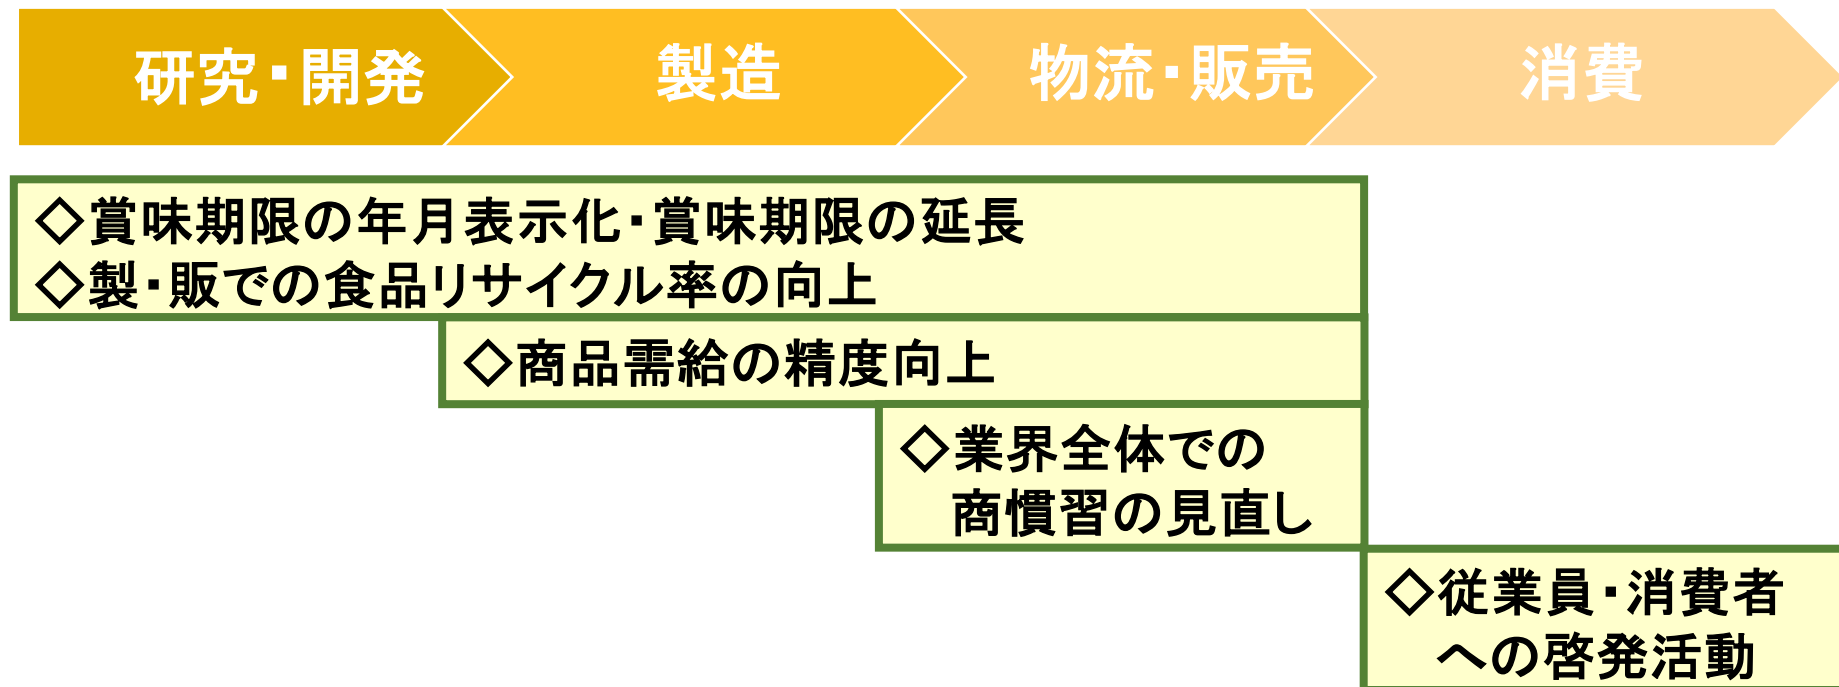 研究・開発
製造
物流・販売
消費
◇賞味期限の年月表示化・賞味期限の延長
◇製・販での食品リサイクル率の向上
◇商品需給の精度向上
◇業界全体での
商慣習の見直し
◇従業員・消費者
への啓発活動